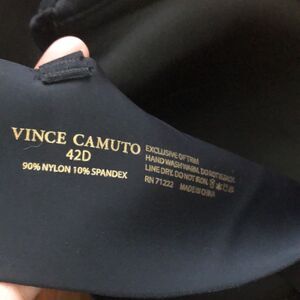 VINCE CAMUTO
42D
90% NYLON 10% SPANDEX
EXCLUSIVE OF TRIM
HAND WASH WARM. DO NOT BLEACH.
LINE DRY. DO NOT IRON.
RN 71222 MADE IN CHINA